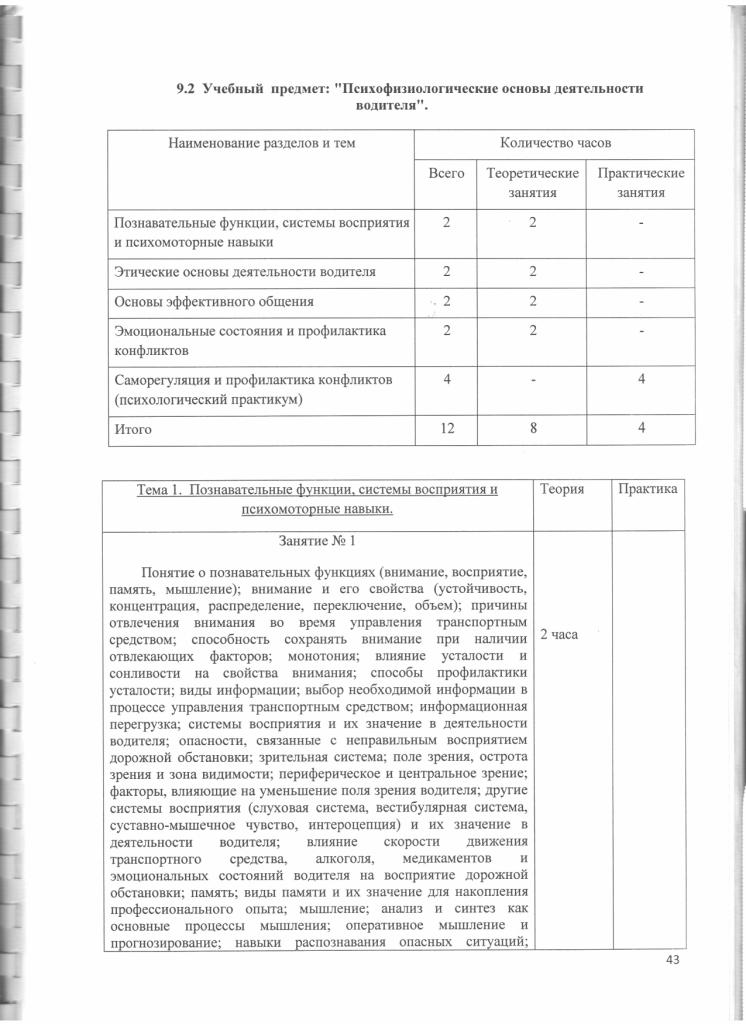 9.2 Учебный предмет: "Психофизиологические основы деятельности
водителя".
Наименование разделов и тем
Количество часов
Всего
Теоретические
занятия
Практические
занятия
Познавательные функции, системы восприятия
и психомоторные навыки
2
2
-
Этические основы деятельности водителя
2
2
-
Основы эффективного общения
2
2
-
Эмоциональные состояния и профилактика
конфликтов
2
2
-
Саморегуляция и профилактика конфликтов
(психологический практикум)
4
-
4
Итого
12
8
4
Тема 1. Познавательные функции, системы восприятия и
психомоторные навыки.
Теория
Практика
Занятие № 1
Понятие о познавательных функциях (внимание, восприятие,
память, мышление); внимание и его свойства (устойчивость,
концентрация, распределение, переключение, объем); причины
отвлечения внимания во время управления транспортным
средством; способность сохранять внимание при наличии
отвлекающих факторов; монотония; влияние усталости и
сонливости на свойства внимания; способы профилактики
усталости; виды информации; выбор необходимой информации в
процессе управления транспортным средством; информационная
перегрузка; системы восприятия и их значение в деятельности
водителя; опасности, связанные с неправильным восприятием
дорожной обстановки; зрительная система; поле зрения, острота
зрения и зона видимости; периферическое и центральное зрение;
факторы, влияющие на уменьшение поля зрения водителя; другие
системы восприятия (слуховая система, вестибулярная система,
суставно-мышечное чувство, интероцепция) и их значение в
деятельности водителя; влияние скорости движения
транспортного средства, алкоголя, медикаментов и
эмоциональных состояний водителя на восприятие дорожной
обстановки; память; виды памяти и их значение для накопления
профессионального опыта; мышление; анализ и синтез как
основные процессы мышления; оперативное мышление и
прогнозирование; навыки распознавания опасных ситуаций;
2 часа
43